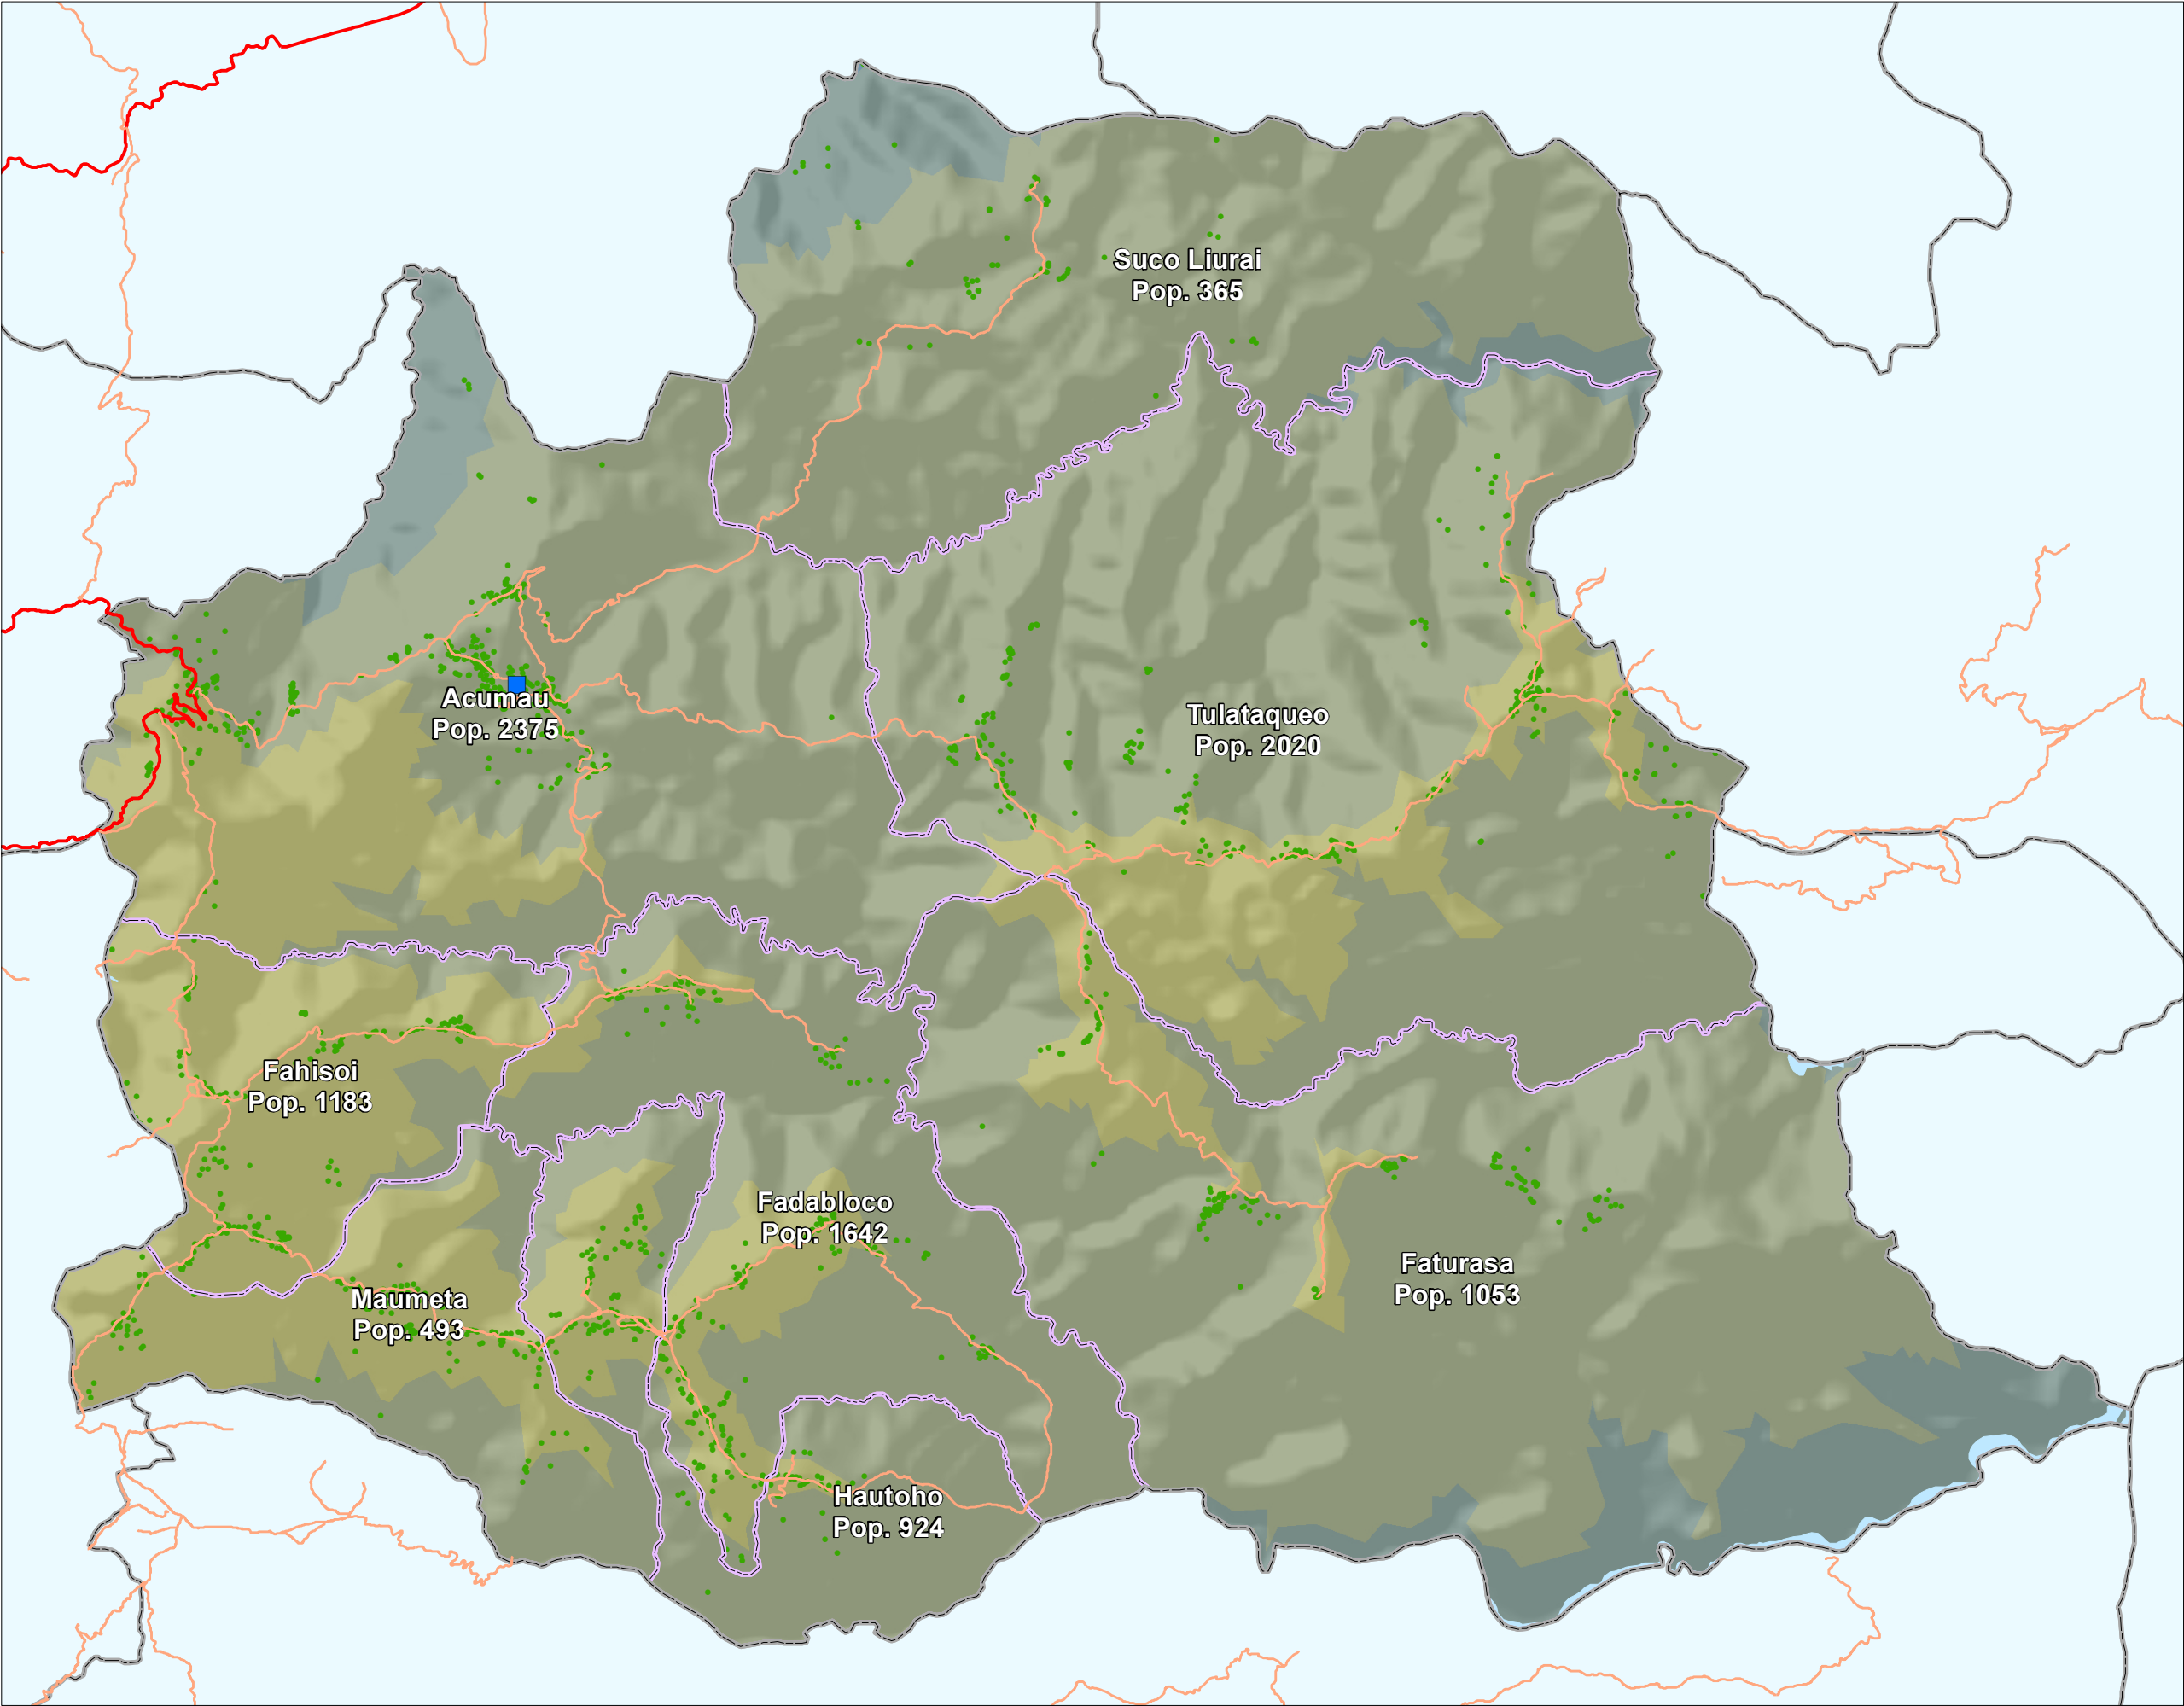 Suco Liurai
Pop. 365
Acumau
Pop. 2375
Tulataqueo
Pop. 2020
Fahisoi
Pop. 1183
Fadabloco
Pop. 1642
Faturasa
Pop. 1053
Maumeta
Pop. 493
Hautoho
Pop. 924